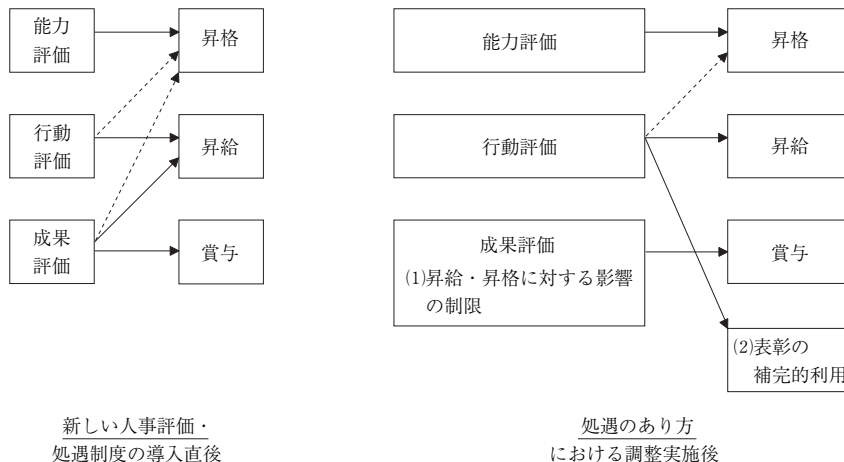 能力
評価
昇格
行動
評価
昇給
成果
評価
賞与
新しい人事評価・
処遇制度の導入直後
能力評価
昇格
行動評価
昇給
成果評価
(1)昇給・昇格に対する影響
の制限
賞与
(2)表彰の
補完的利用
処遇のあり方
における調整実施後